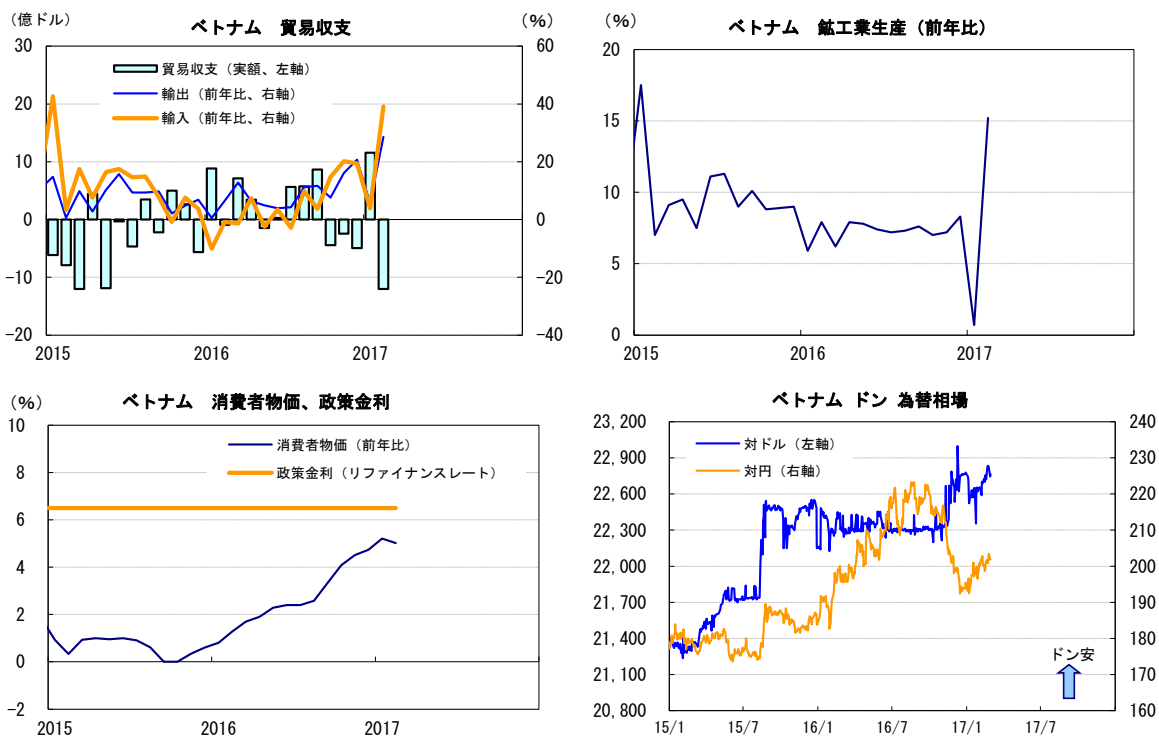 ベトナム 貿易収支
（億ドル）
（%）
貿易収支（実額、左軸）
輸出（前年比、右軸）
輸入（前年比、右軸）
30
20
10
0
−10
−20
60
40
20
0
−20
−40
2015 2016 2017
ベトナム 鉱工業生産（前年比）
（%）
20
15
10
5
0
2015 2016 2017
ベトナム 消費者物価、政策金利
（%）
消費者物価（前年比）
政策金利（リファイナンスレート）
10
8
6
4
2
0
−2
2015 2016 2017
ベトナム ドン 為替相場
対ドル（左軸）
対円（右軸）
23,200
22,900
22,600
22,300
22,000
21,700
21,400
21,100
20,800
240
230
220
210
200
190
180
170
160
ドン安
15/1 15/7 16/1 16/7 17/1 17/7